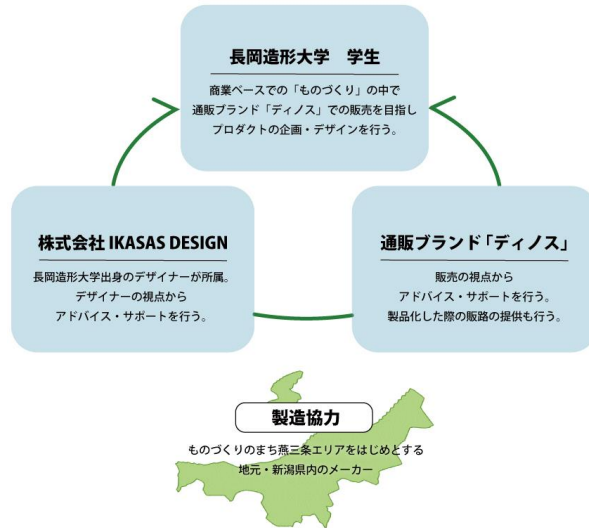 長岡造形大学　学生
商業ベースでの「ものづくり」の中で
通販ブランド「ディノス」での販売を目指し
プロダクトの企画・デザインを行う。
株式会社 IKASAS DESIGN
長岡造形大学出身のデザイナーが所属。
デザイナーの視点から
アドバイス・サポートを行う。
通販ブランド「ディノス」
販売の視点から
アドバイス・サポートを行う。
製品化した際の販路の提供も行う。
製造協力
ものづくりのまち燕三条エリアをはじめとする
地元・新潟県内のメーカー